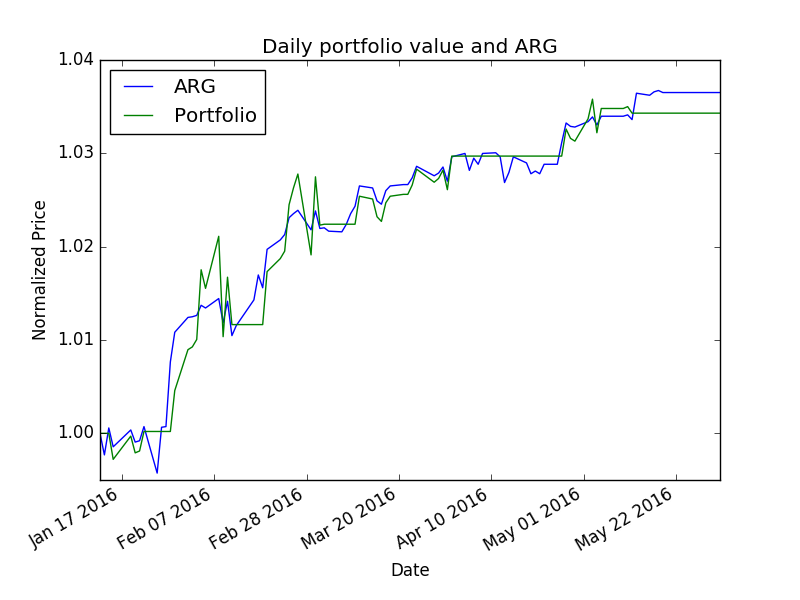 Daily portfolio value and ARG
1.04
1.03
1.02
1.01
1.00
Normalized Price
ARG
Portfolio
Jan 17 2016
Feb 07 2016
Feb 28 2016
Mar 20 2016
Apr 10 2016
May 01 2016
May 22 2016
Date